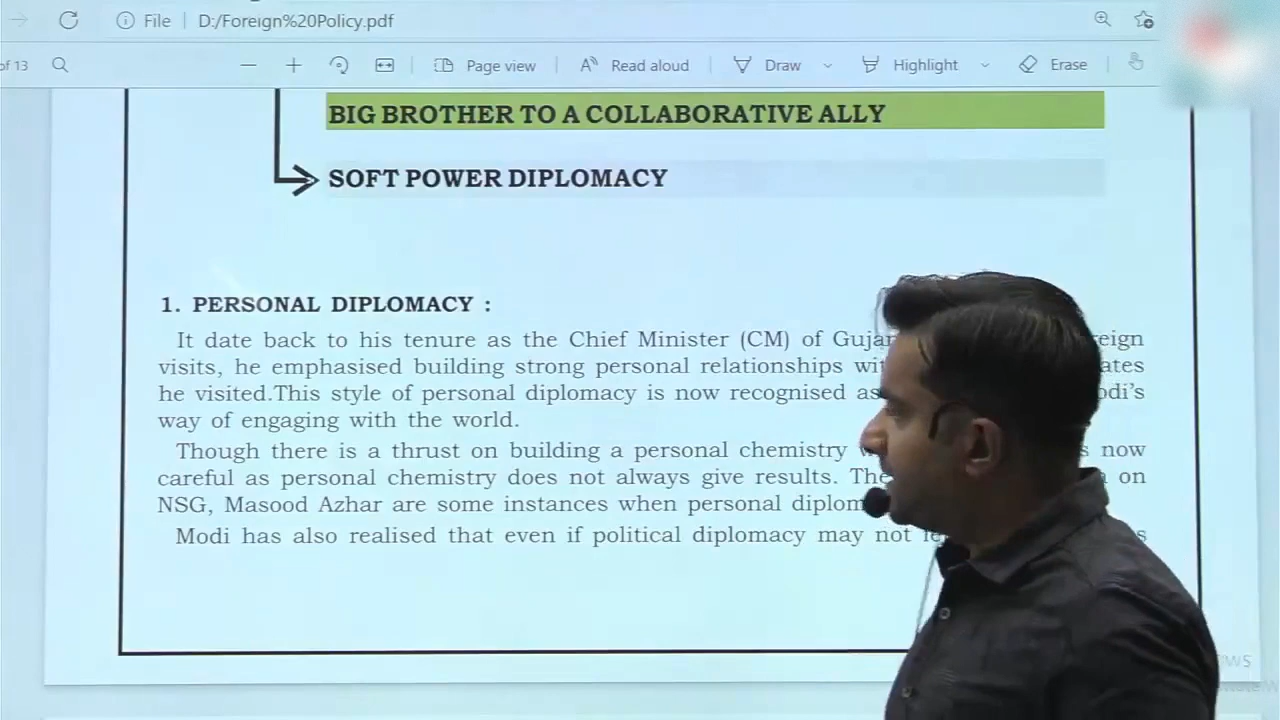 File D:/Foreign%20Policy.pdf
of 13 Page view Read aloud Draw Highlight Erase
BIG BROTHER TO A COLLABORATIVE ALLY
SOFT POWER DIPLOMACY
1. PERSONAL DIPLOMACY :
It date back to his tenure as the Chief Minister (CM) of
visits, he emphasised building strong personal relationships
he visited.This style of personal diplomacy is now recognised as
way of engaging with the world.
Though there is a thrust on building a personal chemistry now
careful as personal chemistry does not always give results. on
NSG, Masood Azhar are some instances when personal
Modi has also realised that even if political diplomacy may not